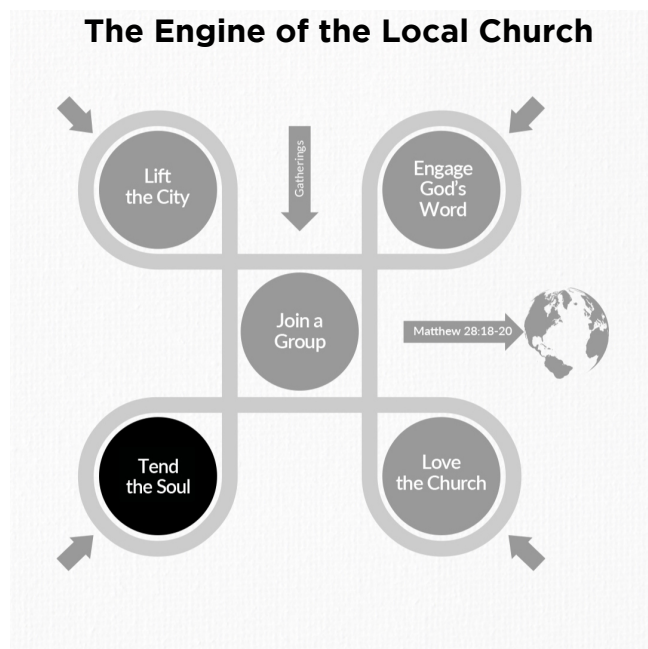 The Engine of the Local Church
Lift
the City
Gatherings
Engage
God's
Word
Join a
Group
Matthew 28:18-20
Tend
the Soul
Love
the Church